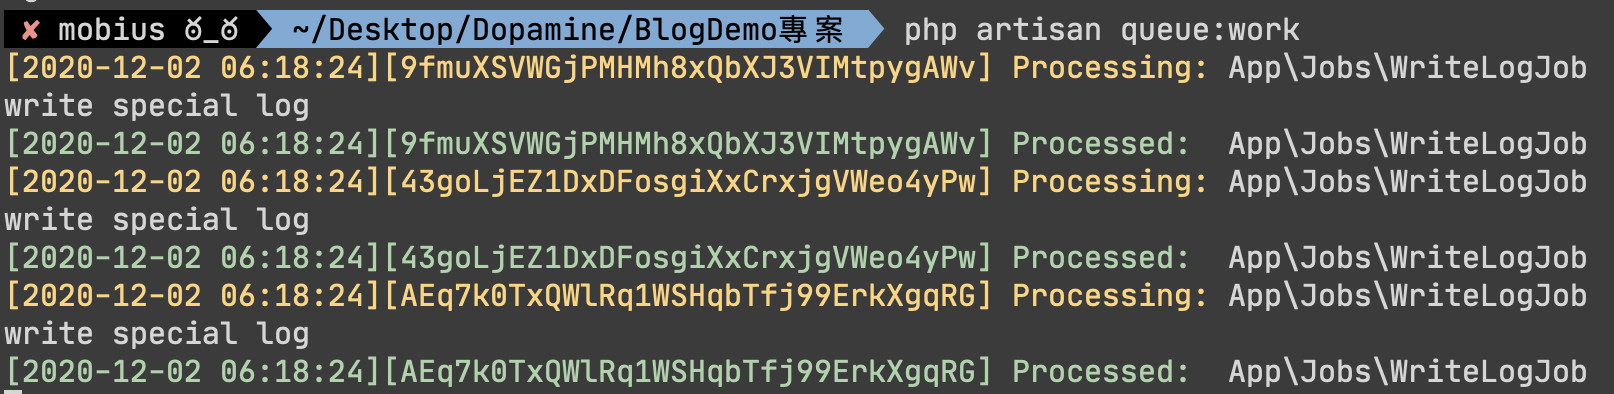 ✘ mobius ಠ_ಠ ~/Desktop/Dopamine/BlogDemo專案 php artisan queue:work
[2020-12-02 06:18:24][9fmuXSVWGjPMHMh8xQbXJ3VIMtpygAWv] Processing: App\Jobs\WriteLogJob
write special log
[2020-12-02 06:18:24][9fmuXSVWGjPMHMh8xQbXJ3VIMtpygAWv] Processed:  App\Jobs\WriteLogJob
[2020-12-02 06:18:24][43goLjEZ1DxDFosgiXxCrxjgVWeo4yPw] Processing: App\Jobs\WriteLogJob
write special log
[2020-12-02 06:18:24][43goLjEZ1DxDFosgiXxCrxjgVWeo4yPw] Processed:  App\Jobs\WriteLogJob
[2020-12-02 06:18:24][AEq7k0TxQWlRq1WSHqbTfj99ErkXgqRG] Processing: App\Jobs\WriteLogJob
write special log
[2020-12-02 06:18:24][AEq7k0TxQWlRq1WSHqbTfj99ErkXgqRG] Processed:  App\Jobs\WriteLogJob